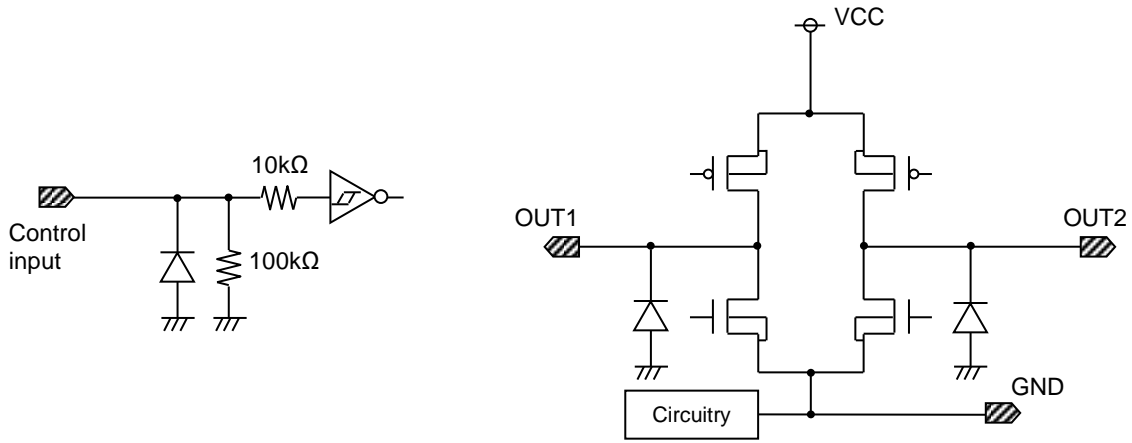 VCC
10kΩ
Control
input
100kΩ
OUT1
OUT2
GND
Circuitry